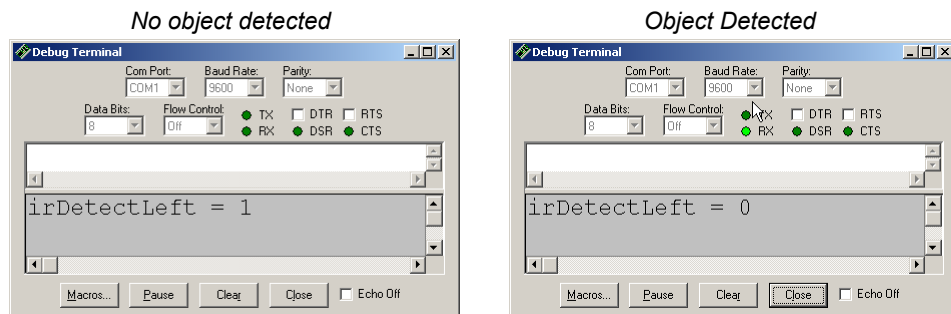 No object detected
Debug Terminal
Com Port: Baud Rate: Parity:
COM1 9600 None
Data Bits: Flow Control:
8 Off
TX DTR RTS
RX DSR CTS
irDetectLeft = 1
Macros... Pause Clear Close Echo Off
Object Detected
Debug Terminal
Com Port: Baud Rate: Parity:
COM1 9600 None
Data Bits: Flow Control:
8 Off
TX DTR RTS
RX DSR CTS
irDetectLeft = 0
Macros... Pause Clear Close Echo Off